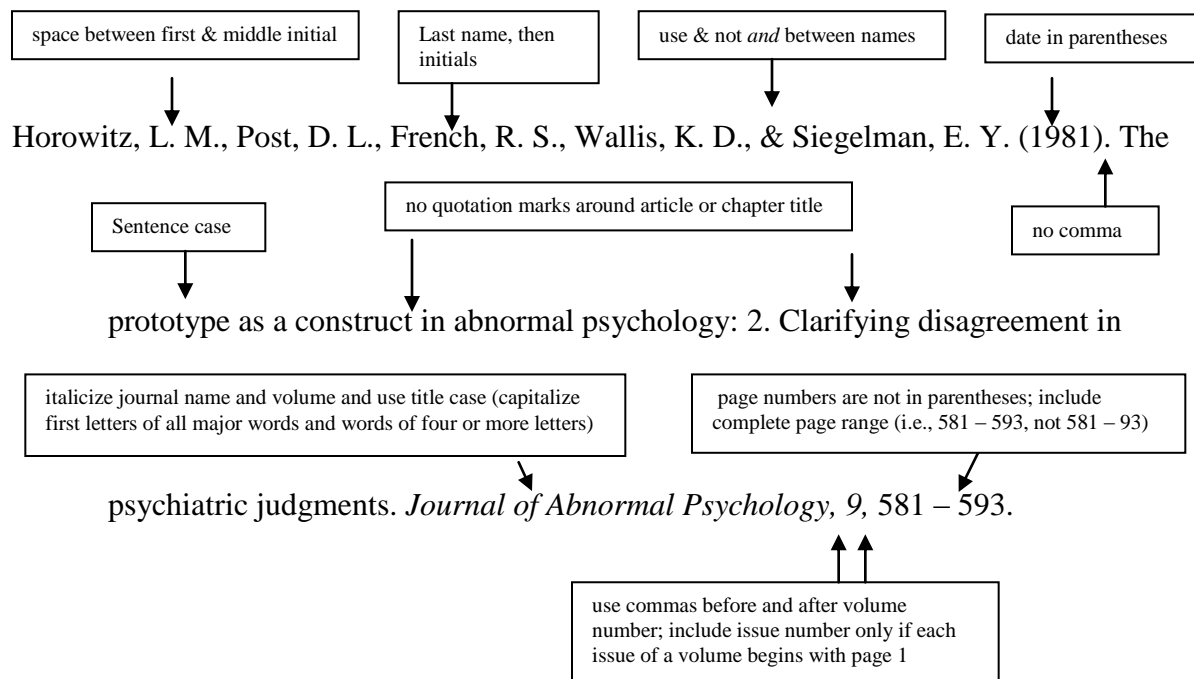 space between first & middle initial
Last name, then
initials
use & not and between names
date in parentheses
Horowitz, L. M., Post, D. L., French, R. S., Wallis, K. D., & Siegelman, E. Y. (1981). The
no quotation marks around article or chapter title
Sentence case
no comma
prototype as a construct in abnormal psychology: 2. Clarifying disagreement in
italicize journal name and volume and use title case (capitalize
first letters of all major words and words of four or more letters)
page numbers are not in parentheses; include
complete page range (i.e., 581 – 593, not 581 – 93)
psychiatric judgments. Journal of Abnormal Psychology, 9, 581 – 593.
use commas before and after volume
number; include issue number only if each
issue of a volume begins with page 1